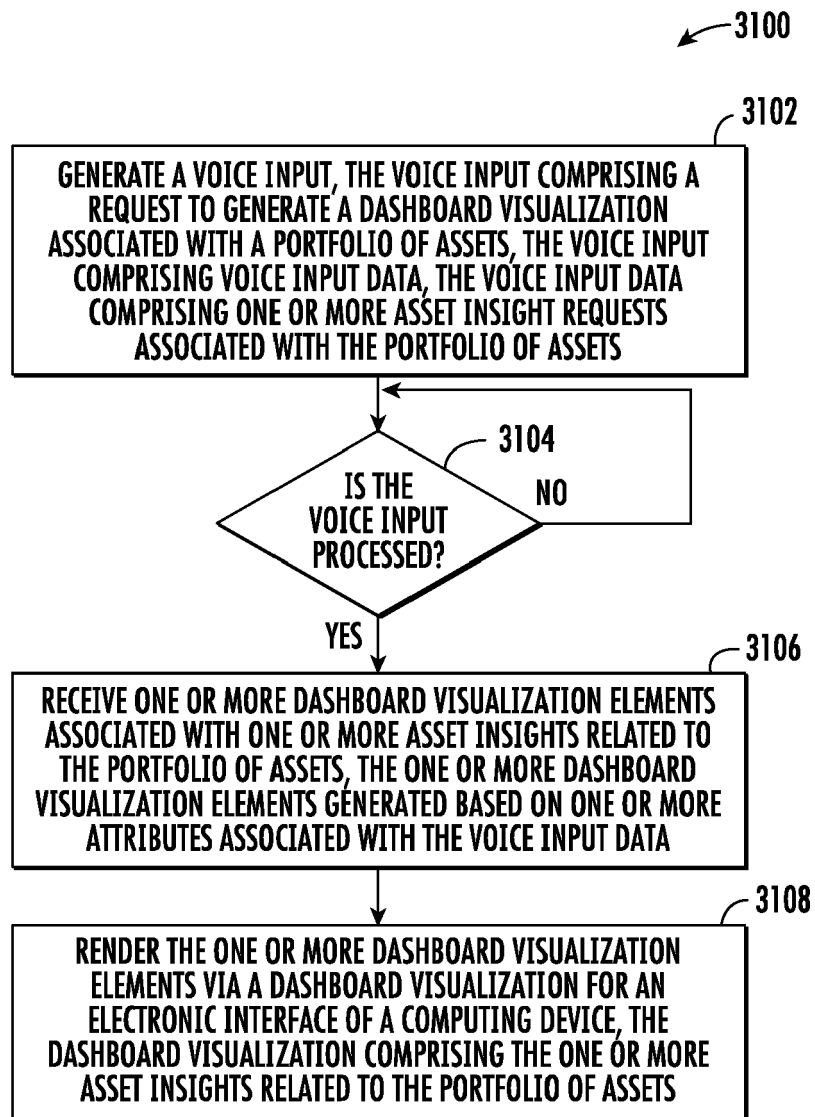 3100
3102
GENERATE A VOICE INPUT, THE VOICE INPUT COMPRISING A
REQUEST TO GENERATE A DASHBOARD VISUALIZATION
ASSOCIATED WITH A PORTFOLIO OF ASSETS, THE VOICE INPUT
COMPRISING VOICE INPUT DATA, THE VOICE INPUT DATA
COMPRISING ONE OR MORE ASSET INSIGHT REQUESTS
ASSOCIATED WITH THE PORTFOLIO OF ASSETS
3104
IS THE
VOICE INPUT
PROCESSED?
NO
YES
3106
RECEIVE ONE OR MORE DASHBOARD VISUALIZATION ELEMENTS
ASSOCIATED WITH ONE OR MORE ASSET INSIGHTS RELATED TO
THE PORTFOLIO OF ASSETS, THE ONE OR MORE DASHBOARD
VISUALIZATION ELEMENTS GENERATED BASED ON ONE OR MORE
ATTRIBUTES ASSOCIATED WITH THE VOICE INPUT DATA
3108
RENDER THE ONE OR MORE DASHBOARD VISUALIZATION
ELEMENTS VIA A DASHBOARD VISUALIZATION FOR AN
ELECTRONIC INTERFACE OF A COMPUTING DEVICE, THE
DASHBOARD VISUALIZATION COMPRISING THE ONE OR MORE
ASSET INSIGHTS RELATED TO THE PORTFOLIO OF ASSETS